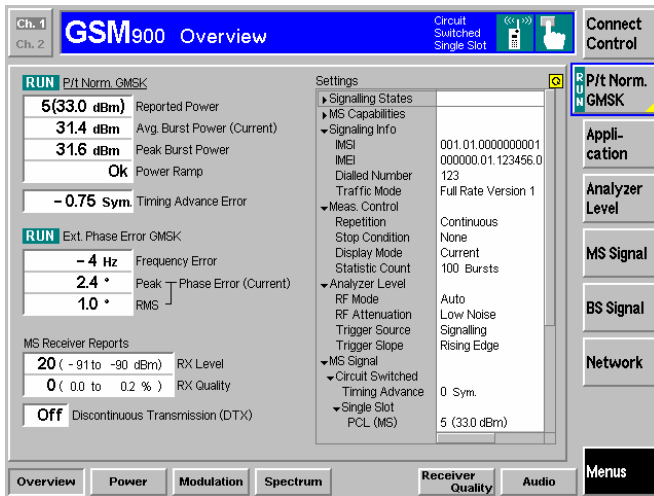 Ch. 1
Ch. 2
GSM900 Overview
Circuit
Switched
Single Slot
Connect
Control
RUN P/t Norm. GMSK
5(33.0 dBm) Reported Power
31.4 dBm Avg. Burst Power (Current)
31.6 dBm Peak Burst Power
Ok Power Ramp
-0.75 Sym. Timing Advance Error
RUN Ext. Phase Error GMSK
-4 Hz Frequency Error
2.4 ° Peak Phase Error (Current)
1.0 ° RMS
MS Receiver Reports
20 ( -91 to -90 dBm) RX Level
0 ( 0.0 to 0.2 % ) RX Quality
Off Discontinuous Transmission (DTX)
Settings
Q
Signalling States
MS Capabilities
Signaling Info
IMSI 001.01.0000000001
IMEI 000000.01.123456.0
Dialled Number 123
Traffic Mode Full Rate Version 1
Meas. Control
Repetition Continuous
Stop Condition None
Display Mode Current
Statistic Count 100 Bursts
Analyzer Level
RF Mode Auto
RF Attenuation Low Noise
Trigger Source Signalling
Trigger Slope Rising Edge
MS Signal
Circuit Switched
Timing Advance 0 Sym.
Single Slot
PCL (MS) 5 (33.0 dBm)
RUN
P/t Norm.
GMSK
Appli-
cation
Analyzer
Level
MS Signal
BS Signal
Network
Menus
Overview Power Modulation Spectrum Receiver Quality Audio